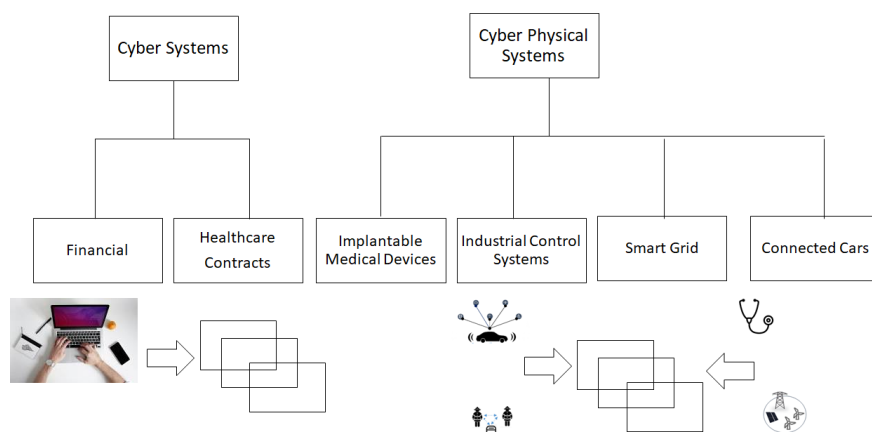 Cyber Systems
Cyber Physical
Systems
Financial
Healthcare
Contracts
Implantable
Medical Devices
Industrial Control
Systems
Smart Grid
Connected Cars